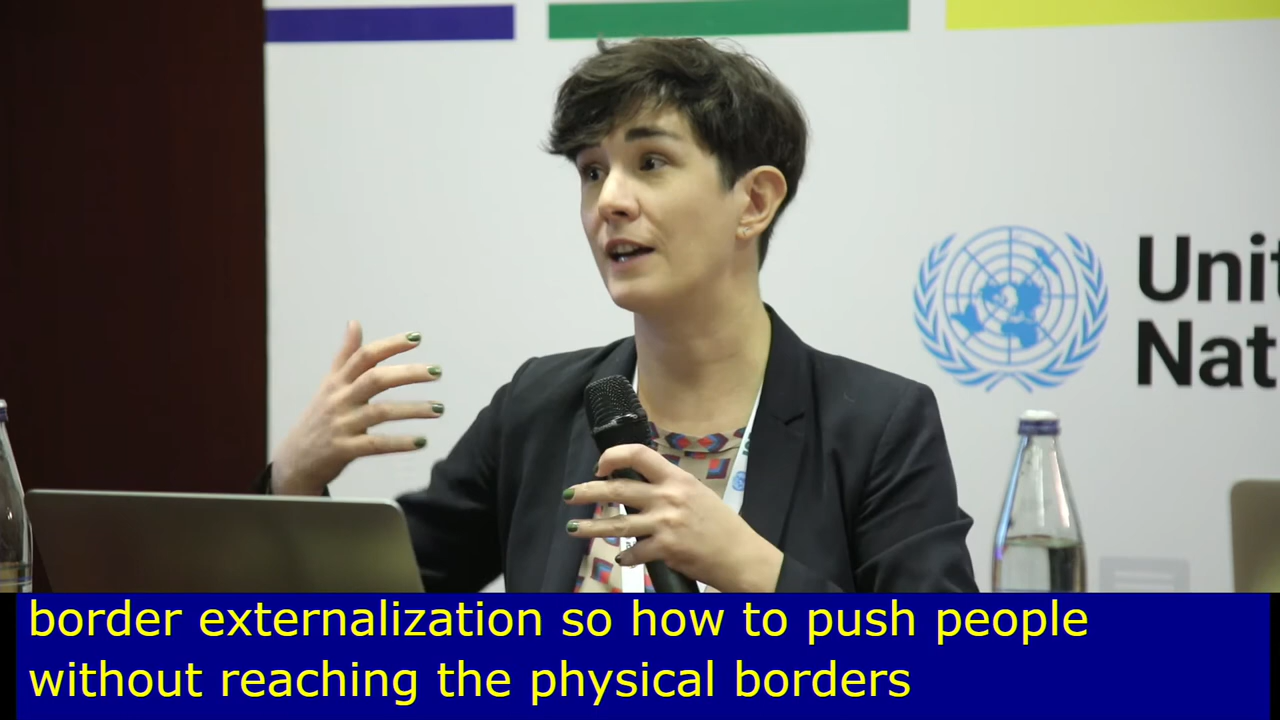 Unit
Nat
border externalization so how to push people
without reaching the physical borders